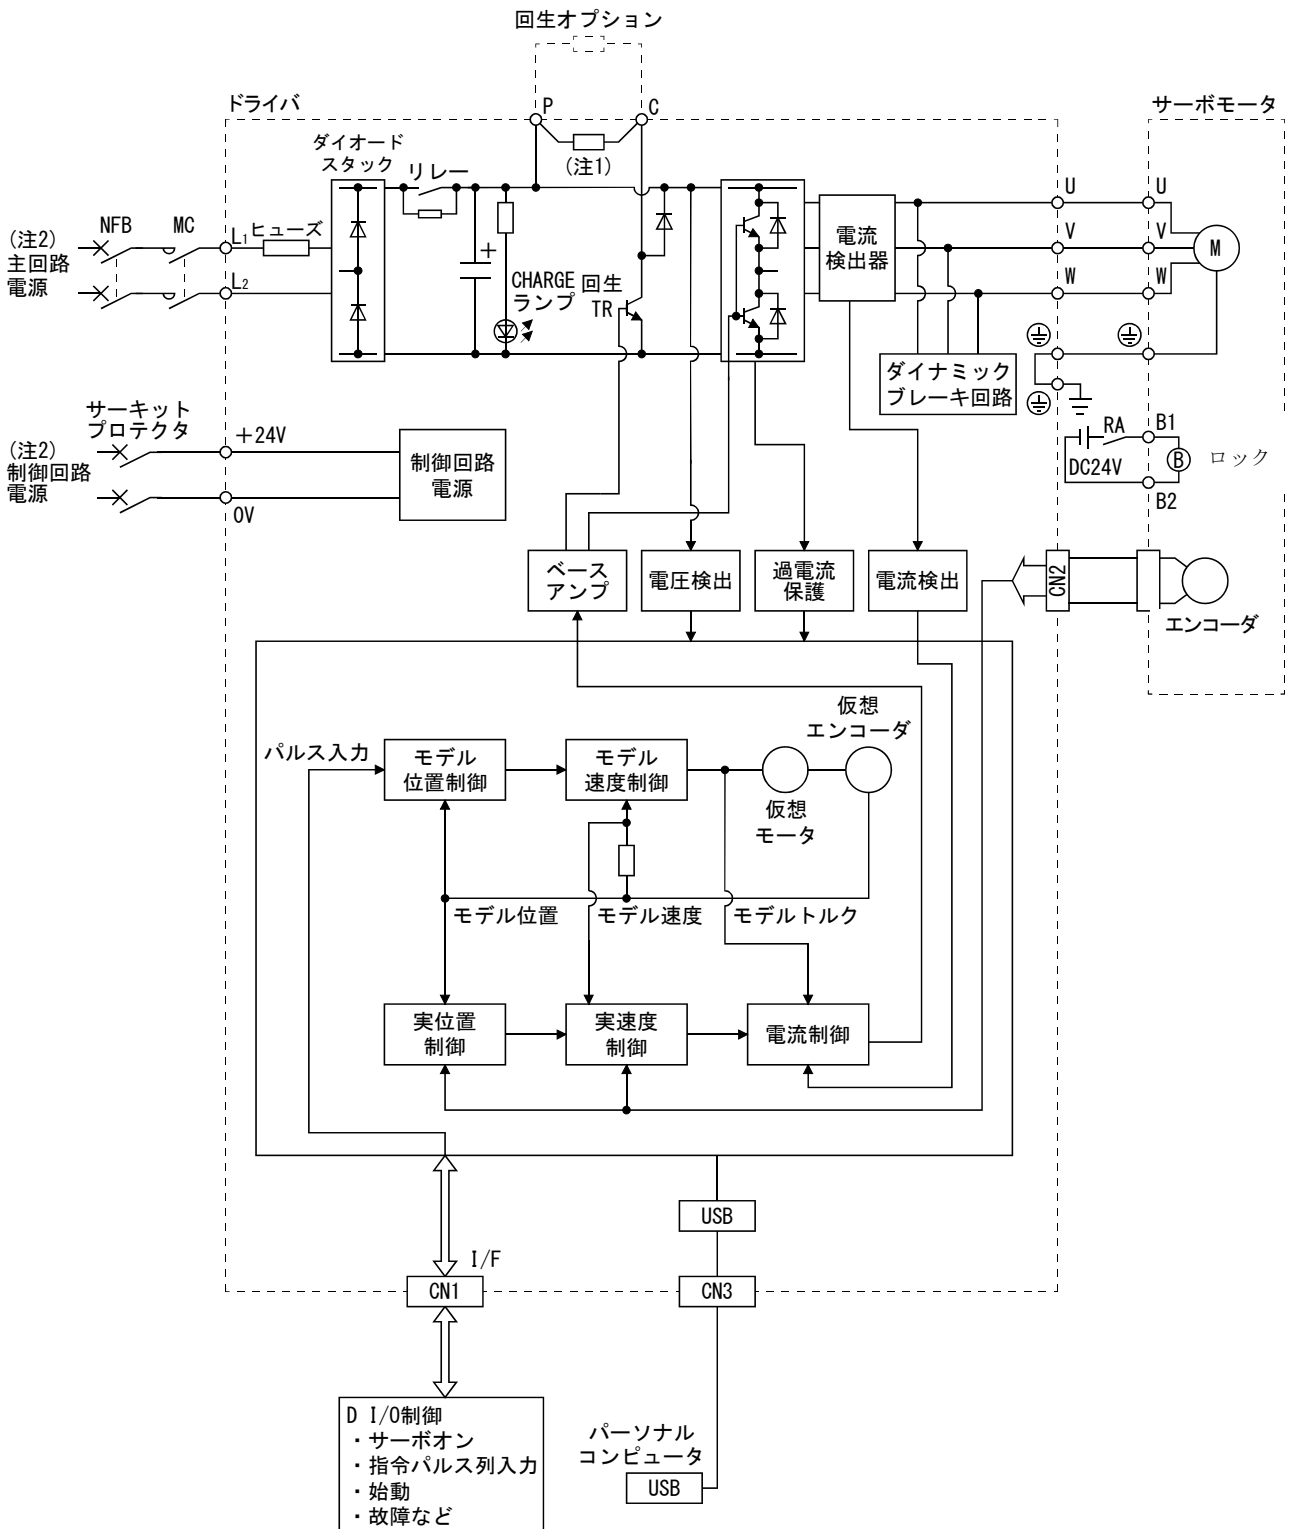 回生オプション
ドライバ
P
C
サーボモータ
ダイオード
スタック
リレー
(注1)
U
U
NFB
MC
L1
ヒューズ
(注2)
主回路
電源
電流
検出器
V
V
M
L2
CHARGE
ランプ
回生
TR
W
W
ダイナミック
ブレーキ回路
サーキット
プロテクタ
+24V
(注2)
制御回路
電源
0V
制御回路
電源
RA
B1
DC24V
B
ロック
B2
ベース
アンプ
電圧検出
過電流
保護
電流検出
CN2
エンコーダ
仮想
エンコーダ
パルス入力
モデル
位置制御
モデル
速度制御
仮想
モータ
モデル位置
モデル速度
モデルトルク
実位置
制御
実速度
制御
電流制御
USB
I/F
CN1
CN3
D I/O制御
・サーボオン
・指令パルス列入力
・始動
・故障など
パーソナル
コンピュータ
USB